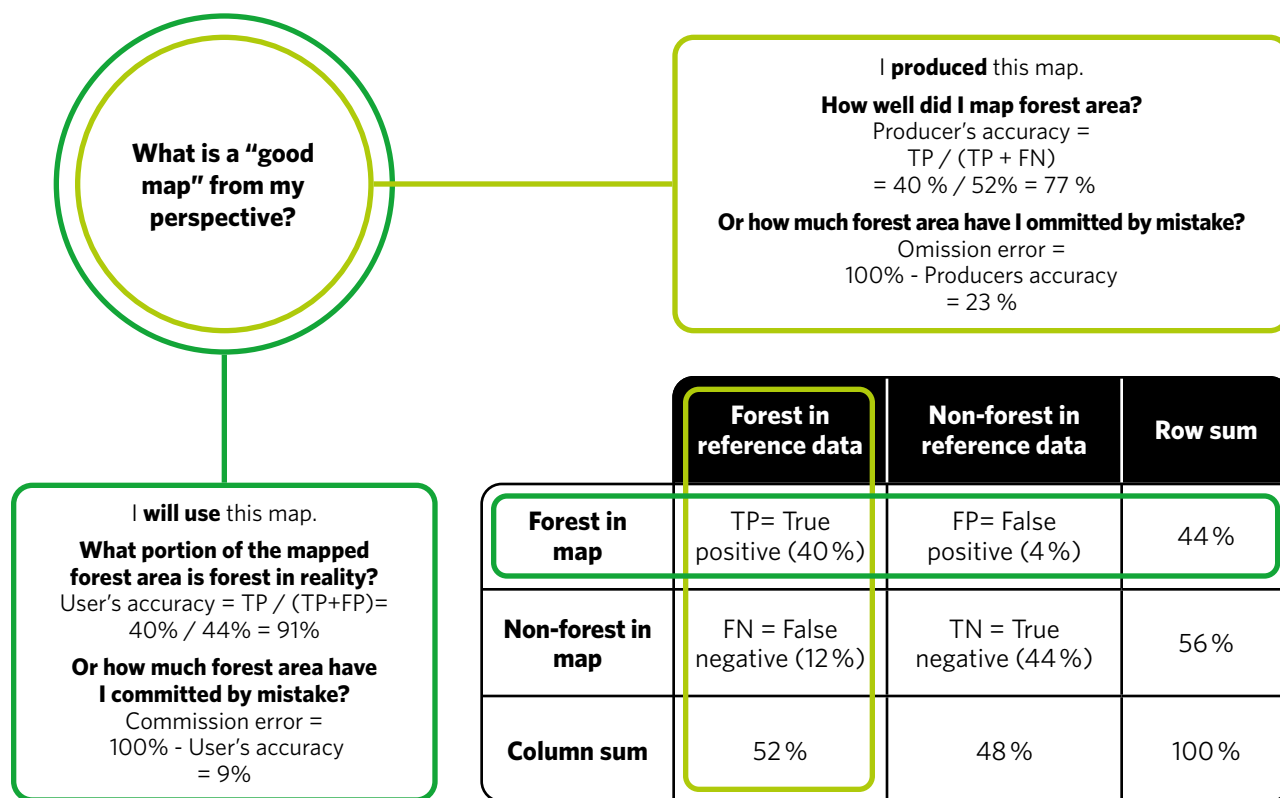 What is a “good
map” from my
perspective?
I produced this map.
How well did I map forest area?
Producer’s accuracy =
TP / (TP + FN)
= 40 % / 52% = 77 %
Or how much forest area have I ommitted by mistake?
Omission error =
100% - Producers accuracy
= 23 %
I will use this map.
What portion of the mapped
forest area is forest in reality?
User’s accuracy = TP / (TP+FP)=
40% / 44% = 91%
Or how much forest area have
I committed by mistake?
Commission error =
100% - User’s accuracy
= 9%
Forest in
reference data
Non-forest in
reference data
Row sum
Forest in
map
TP= True
positive (40 %)
FP= False
positive (4 %)
44 %
Non-forest in
map
FN = False
negative (12 %)
TN = True
negative (44 %)
56 %
Column sum
52 %
48 %
100 %